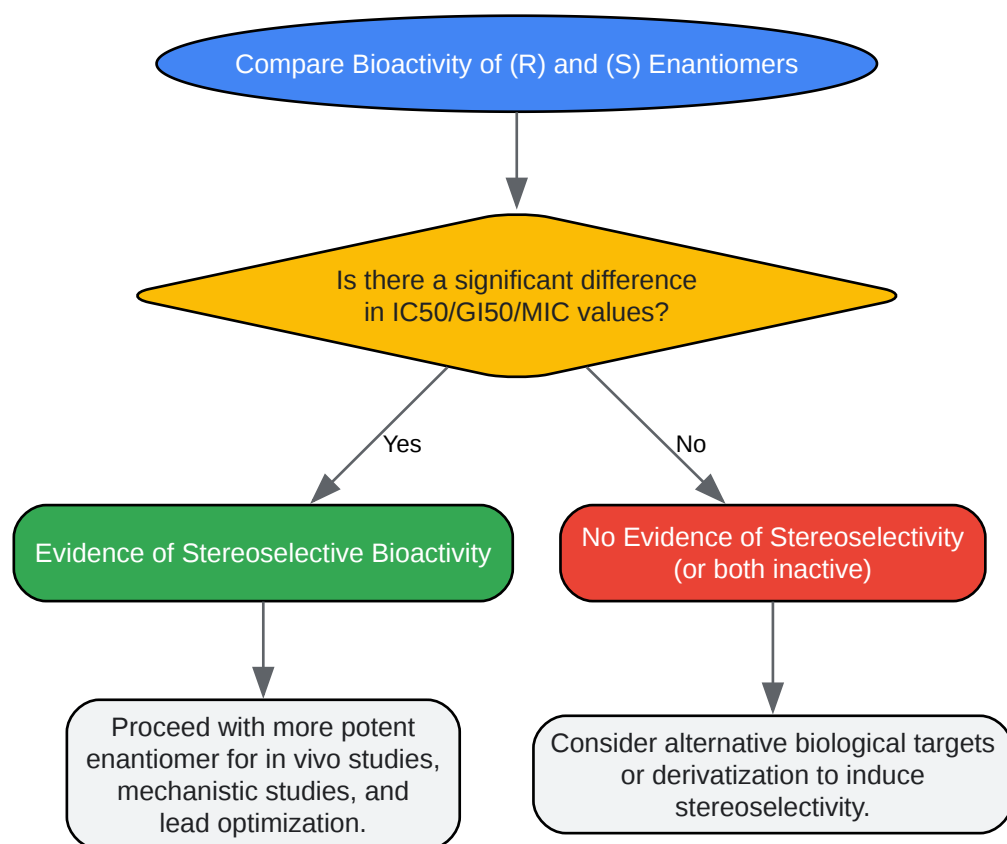 Compare Bioactivity of (R) and (S) Enantiomers
Is there a significant difference
in IC50/GI50/MIC values?
Yes
No
Evidence of Stereoselective Bioactivity
No Evidence of Stereoselectivity
(or both inactive)
Proceed with more potent
enantiomer for in vivo studies,
mechanistic studies, and
lead optimization.
Consider alternative biological targets
or derivatization to induce
stereoselectivity.